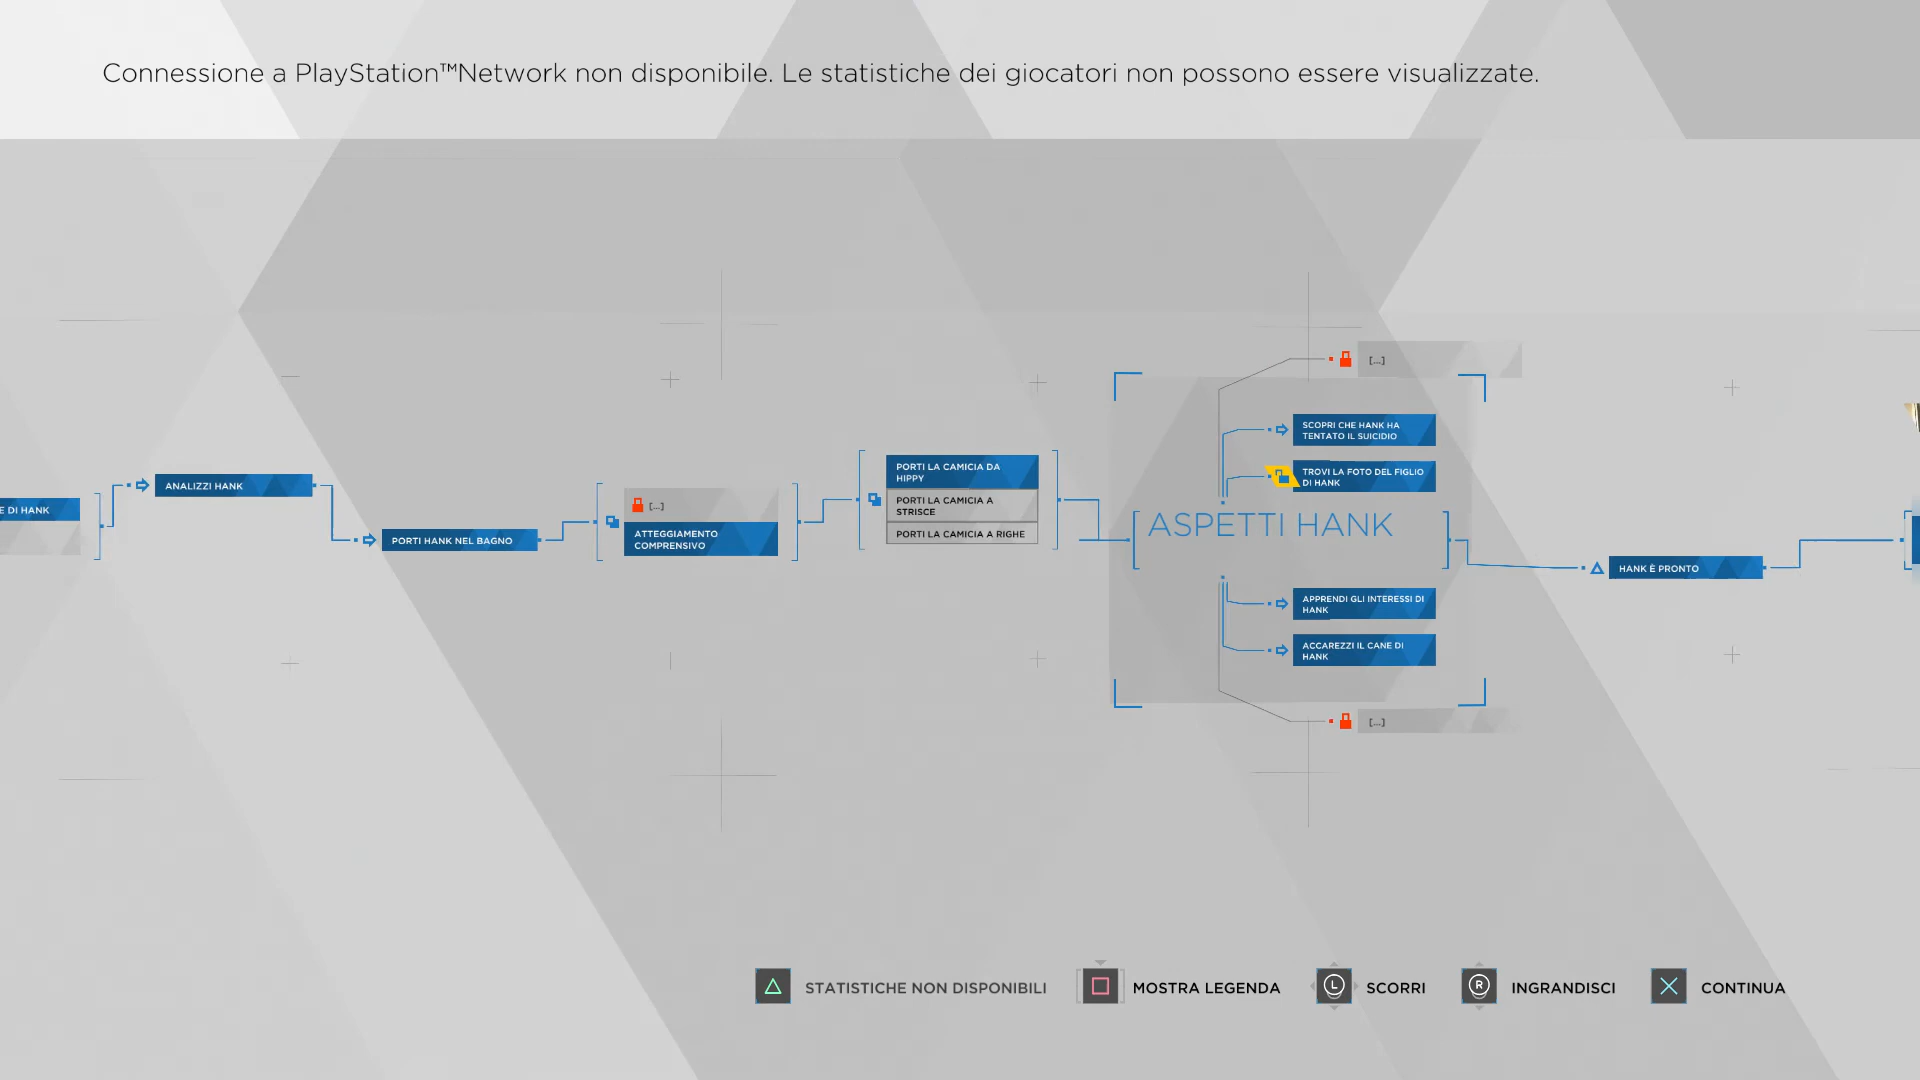 Connessione a PlayStation™Network non disponibile. Le statistiche dei giocatori non possono essere visualizzate.
E DI HANK
ANALIZZI HANK
PORTI HANK NEL BAGNO
[...]
ATTEGGIAMENTO
COMPRENSIVO
PORTI LA CAMICIA DA
HIPPY
PORTI LA CAMICIA A
STRISCE
PORTI LA CAMICIA A RIGHE
[...]
SCOPRI CHE HANK HA
TENTATO IL SUICIDIO
TROVI LA FOTO DEL FIGLIO
DI HANK
ASPETTI HANK
APPRENDI GLI INTERESSI DI
HANK
ACCAREZZI IL CANE DI
HANK
[...]
HANK È PRONTO
STATISTICHE NON DISPONIBILI
MOSTRA LEGENDA
L
SCORRI
R
INGRANDISCI
CONTINUA